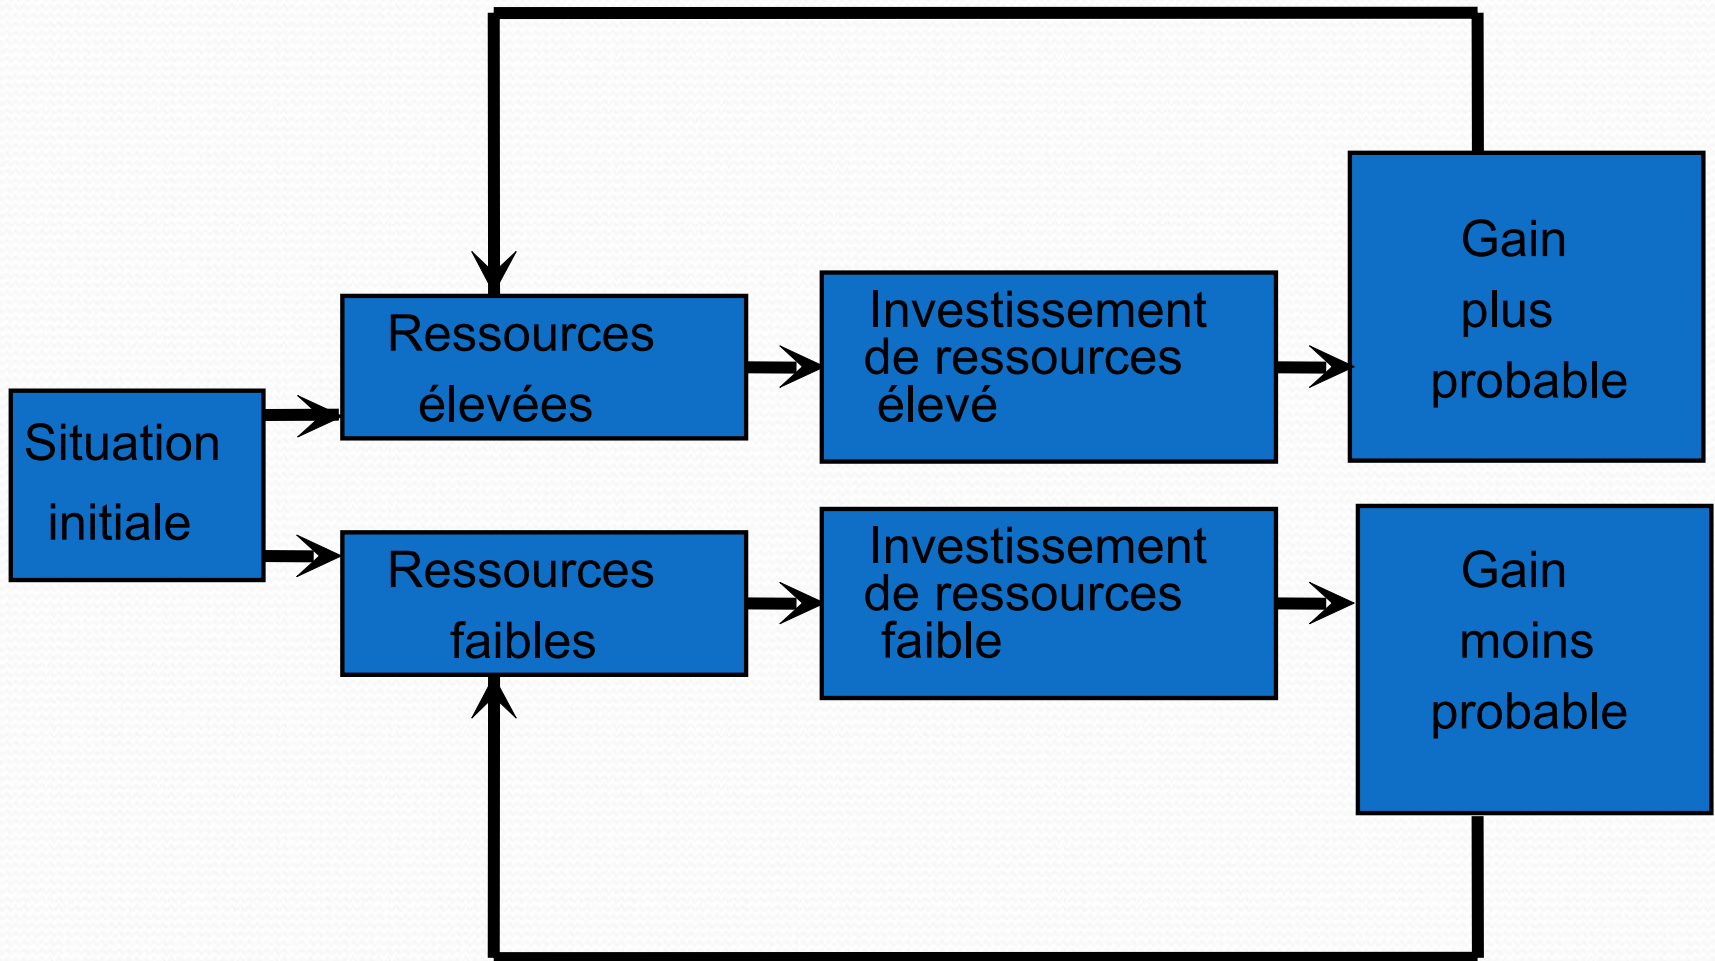 Situation
initiale
Ressources
élevées
Investissement
de ressources
élevé
Gain
plus
probable
Ressources
faibles
Investissement
de ressources
faible
Gain
moins
probable